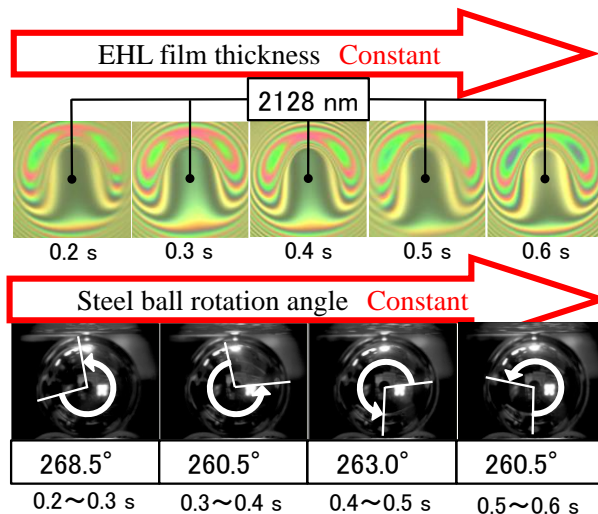 EHL film thickness Constant
2128 nm
0.2 s 0.3 s 0.4 s 0.5 s 0.6 s
Steel ball rotation angle Constant
268.5° 260.5° 263.0° 260.5°
0.2～0.3 s 0.3～0.4 s 0.4～0.5 s 0.5～0.6 s